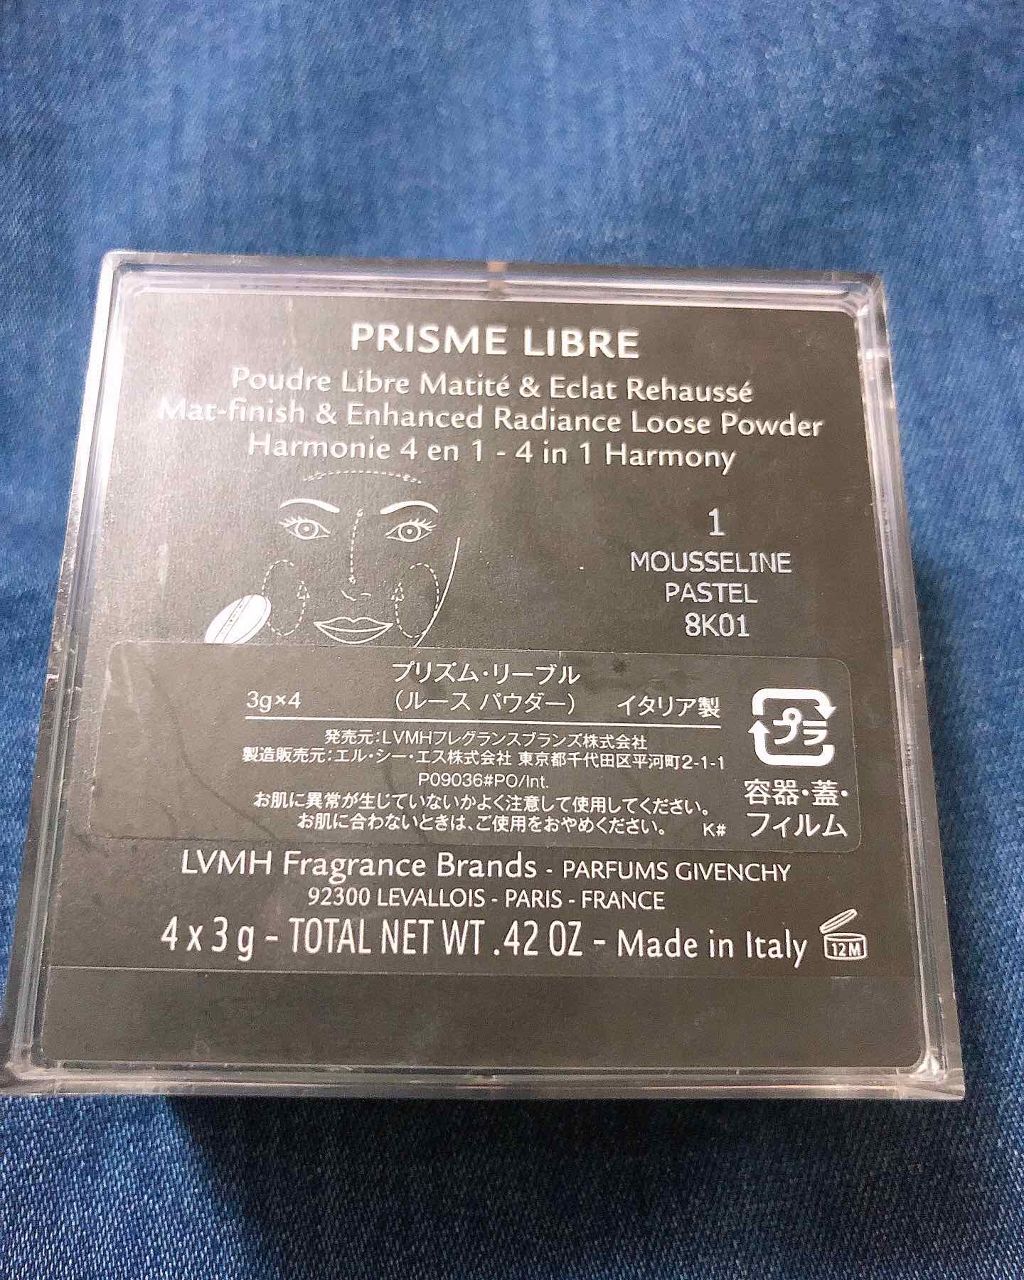 PRISME LIBRE
Poudre Libre Matité & Eclat Rehaussé
Mat-finish & Enhanced Radiance Loose Powder
Harmonie 4 en 1 - 4 in 1 Harmony
1
MOUSSELINE
PASTEL
8K01
プリズム・リーブル
3g×4 (ルース パウダー) イタリア製
発売元:LVMHフレグランスブランズ株式会社
製造販売元:エル・シー・エス株式会社 東京都千代田区平河町2-1-1
P09036#PO/Int.
お肌に異常が生じていないかよく注意して使用してください。
お肌に合わないときは、ご使用をおやめください。 K#
プラ
容器・蓋・
フィルム
LVMH Fragrance Brands - PARFUMS GIVENCHY
92300 LEVALLOIS - PARIS - FRANCE
4 x 3 g - TOTAL NET WT .42 OZ - Made in Italy 12M